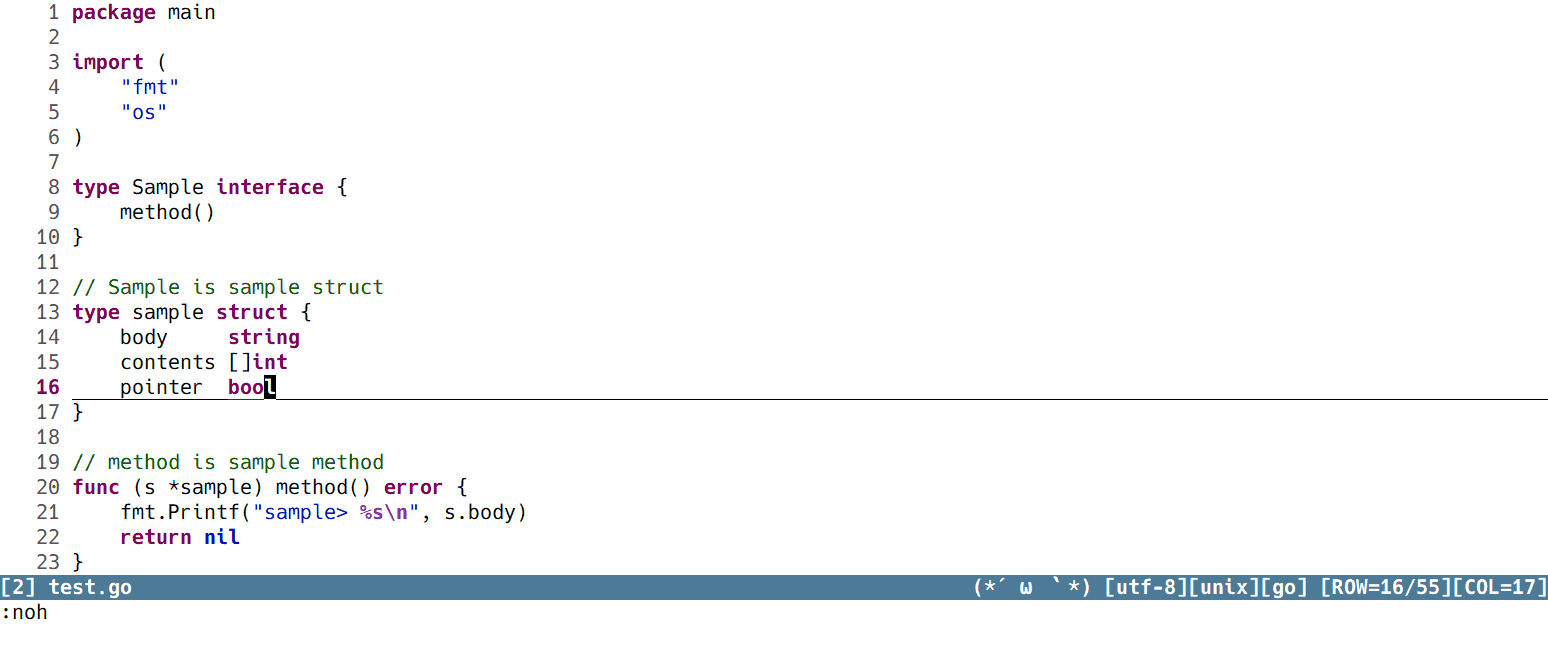 1 package main
2
3 import (
4     "fmt"
5     "os"
6 )
7
8 type Sample interface {
9     method()
10 }
11
12 // Sample is sample struct
13 type sample struct {
14     body     string
15     contents []int
16     pointer  bool
17 }
18
19 // method is sample method
20 func (s *sample) method() error {
21     fmt.Printf("sample> %s\n", s.body)
22     return nil
23 }
[2] test.go (*´ ω ｀*) [utf-8][unix][go] [ROW=16/55][COL=17]
:noh